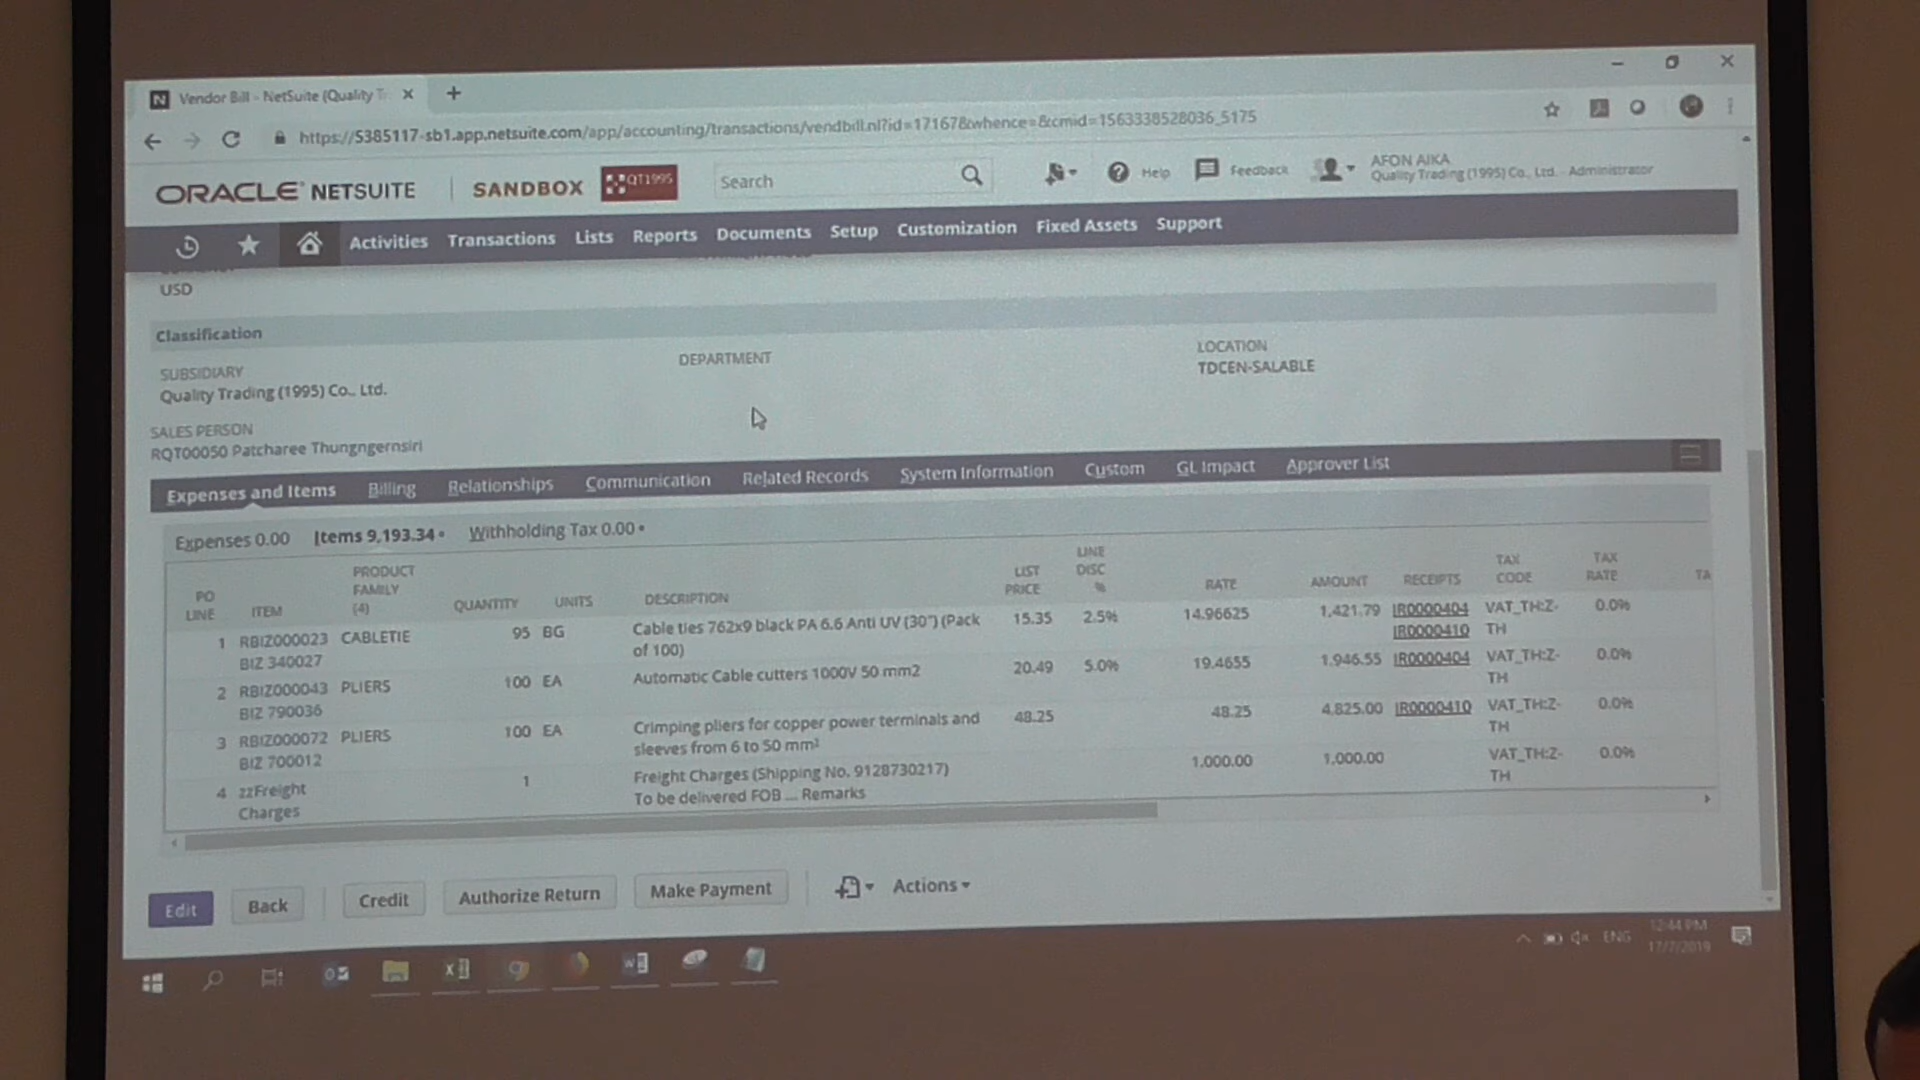 Vendor Bill - NetSuite (Quality Tr
https://5385117-sb1.app.netsuite.com/app/accounting/transactions/vendbill.nl?id=17167&whence=&cmid=1563338528036_5175
ORACLE NETSUITE SANDBOX QT1995 Search Help Feedback AFON AIKA
Quality Trading (1995) Co., Ltd. - Administrator
Activities Transactions Lists Reports Documents Setup Customization Fixed Assets Support
USD
Classification
SUBSIDIARY DEPARTMENT LOCATION
Quality Trading (1995) Co., Ltd. TDCEN-SALABLE
SALES PERSON
RQT00050 Patcharee Thungngernsiri
Expenses and Items Billing Relationships Communication Related Records System Information Custom GL Impact Approver List
Expenses 0.00 Items 9,193.34 • Withholding Tax 0.00 •
PO LINE ITEM PRODUCT FAMILY (4) QUANTITY UNITS DESCRIPTION LIST PRICE LINE DISC % RATE AMOUNT RECEIPTS TAX CODE TAX RATE TA
1 RBIZ000023 CABLETIE 95 BG Cable ties 762x9 black PA 6.6 Anti UV (30") (Pack 15.35 2.5% 14.96625 1,421.79 IR0000404 VAT_TH:Z- 0.0%
BIZ 340027 of 100) IR0000410 TH
2 RBIZ000043 PLIERS 100 EA Automatic Cable cutters 1000V 50 mm2 20.49 5.0% 19.4655 1,946.55 IR0000404 VAT_TH:Z- 0.0%
BIZ 790036 TH
3 RBIZ000072 PLIERS 100 EA Crimping pliers for copper power terminals and 48.25 48.25 4,825.00 IR0000410 VAT_TH:Z- 0.0%
BIZ 700012 sleeves from 6 to 50 mm² TH
4 zzFreight 1 Freight Charges (Shipping No. 9128730217) 1,000.00 1,000.00 VAT_TH:Z- 0.0%
Charges To be delivered FOB ... Remarks TH
Edit Back Credit Authorize Return Make Payment Actions
ENG 12:44 PM
17/7/2019